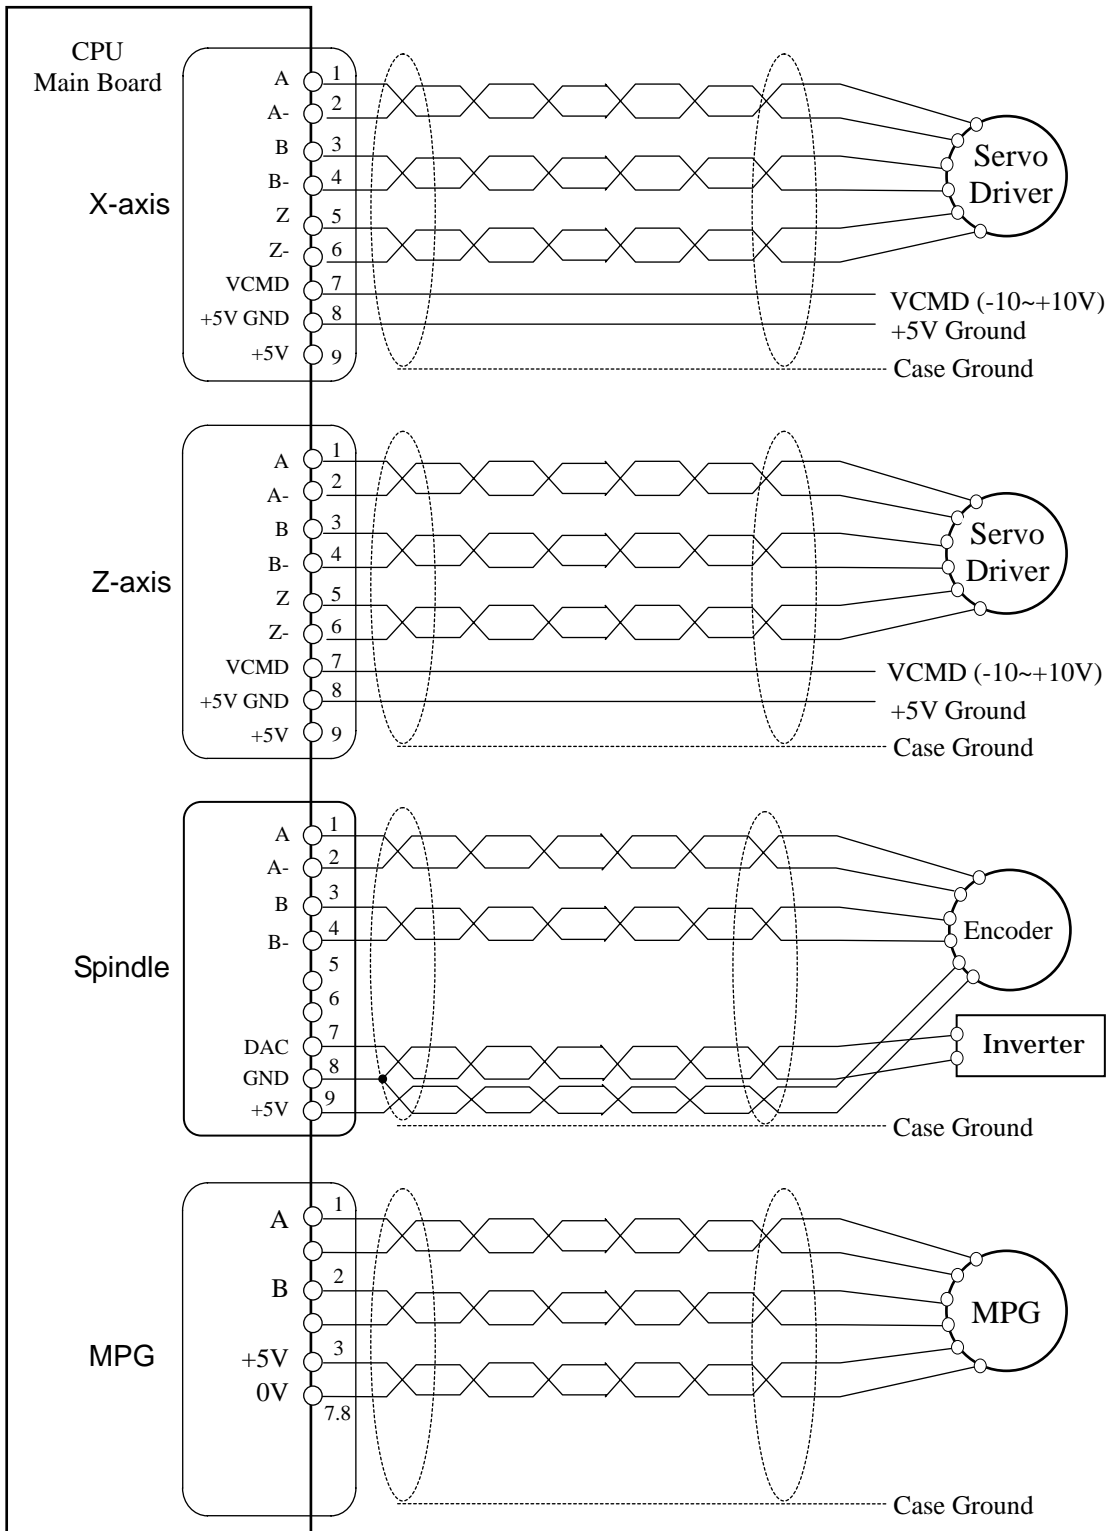 CPU
Main Board
X-axis
A 1
A- 2
B 3
B- 4
Z 5
Z- 6
VCMD 7
+5V GND 8
+5V 9
Servo
Driver
VCMD (-10~+10V)
+5V Ground
Case Ground
Z-axis
A 1
A- 2
B 3
B- 4
Z 5
Z- 6
VCMD 7
+5V GND 8
+5V 9
Servo
Driver
VCMD (-10~+10V)
+5V Ground
Case Ground
Spindle
A 1
A- 2
B 3
B- 4
5
6
DAC 7
GND 8
+5V 9
Encoder
Inverter
Case Ground
MPG
A 1
B 2
+5V 3
0V 7.8
MPG
Case Ground